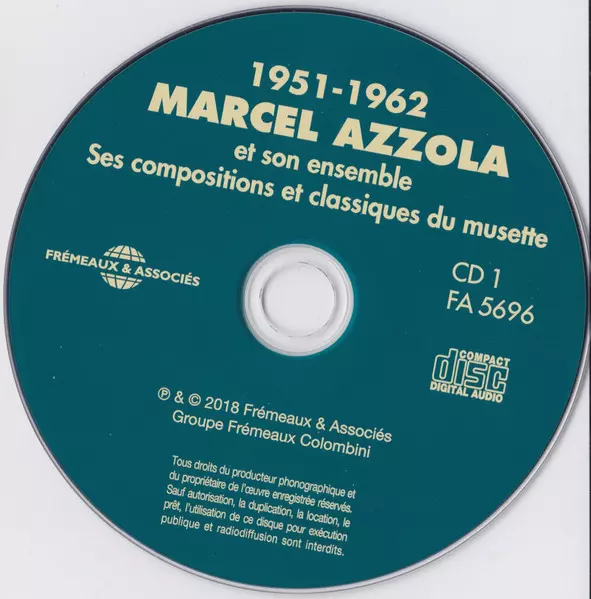 1951-1962
MARCEL AZZOLA
et son ensemble
Ses compositions et classiques du musette
FRÉMEAUX & ASSOCIÉS
CD 1
FA 5696
COMPACT
disc
DIGITAL AUDIO
℗ & © 2018 Frémeaux & Associés
Groupe Frémeaux Colombini
Tous droits du producteur phonographique et
du propriétaire de l'œuvre enregistrée réservés.
Sauf autorisation, la duplication, la location, le
prêt, l'utilisation de ce disque pour exécution
publique et radiodiffusion sont interdits.